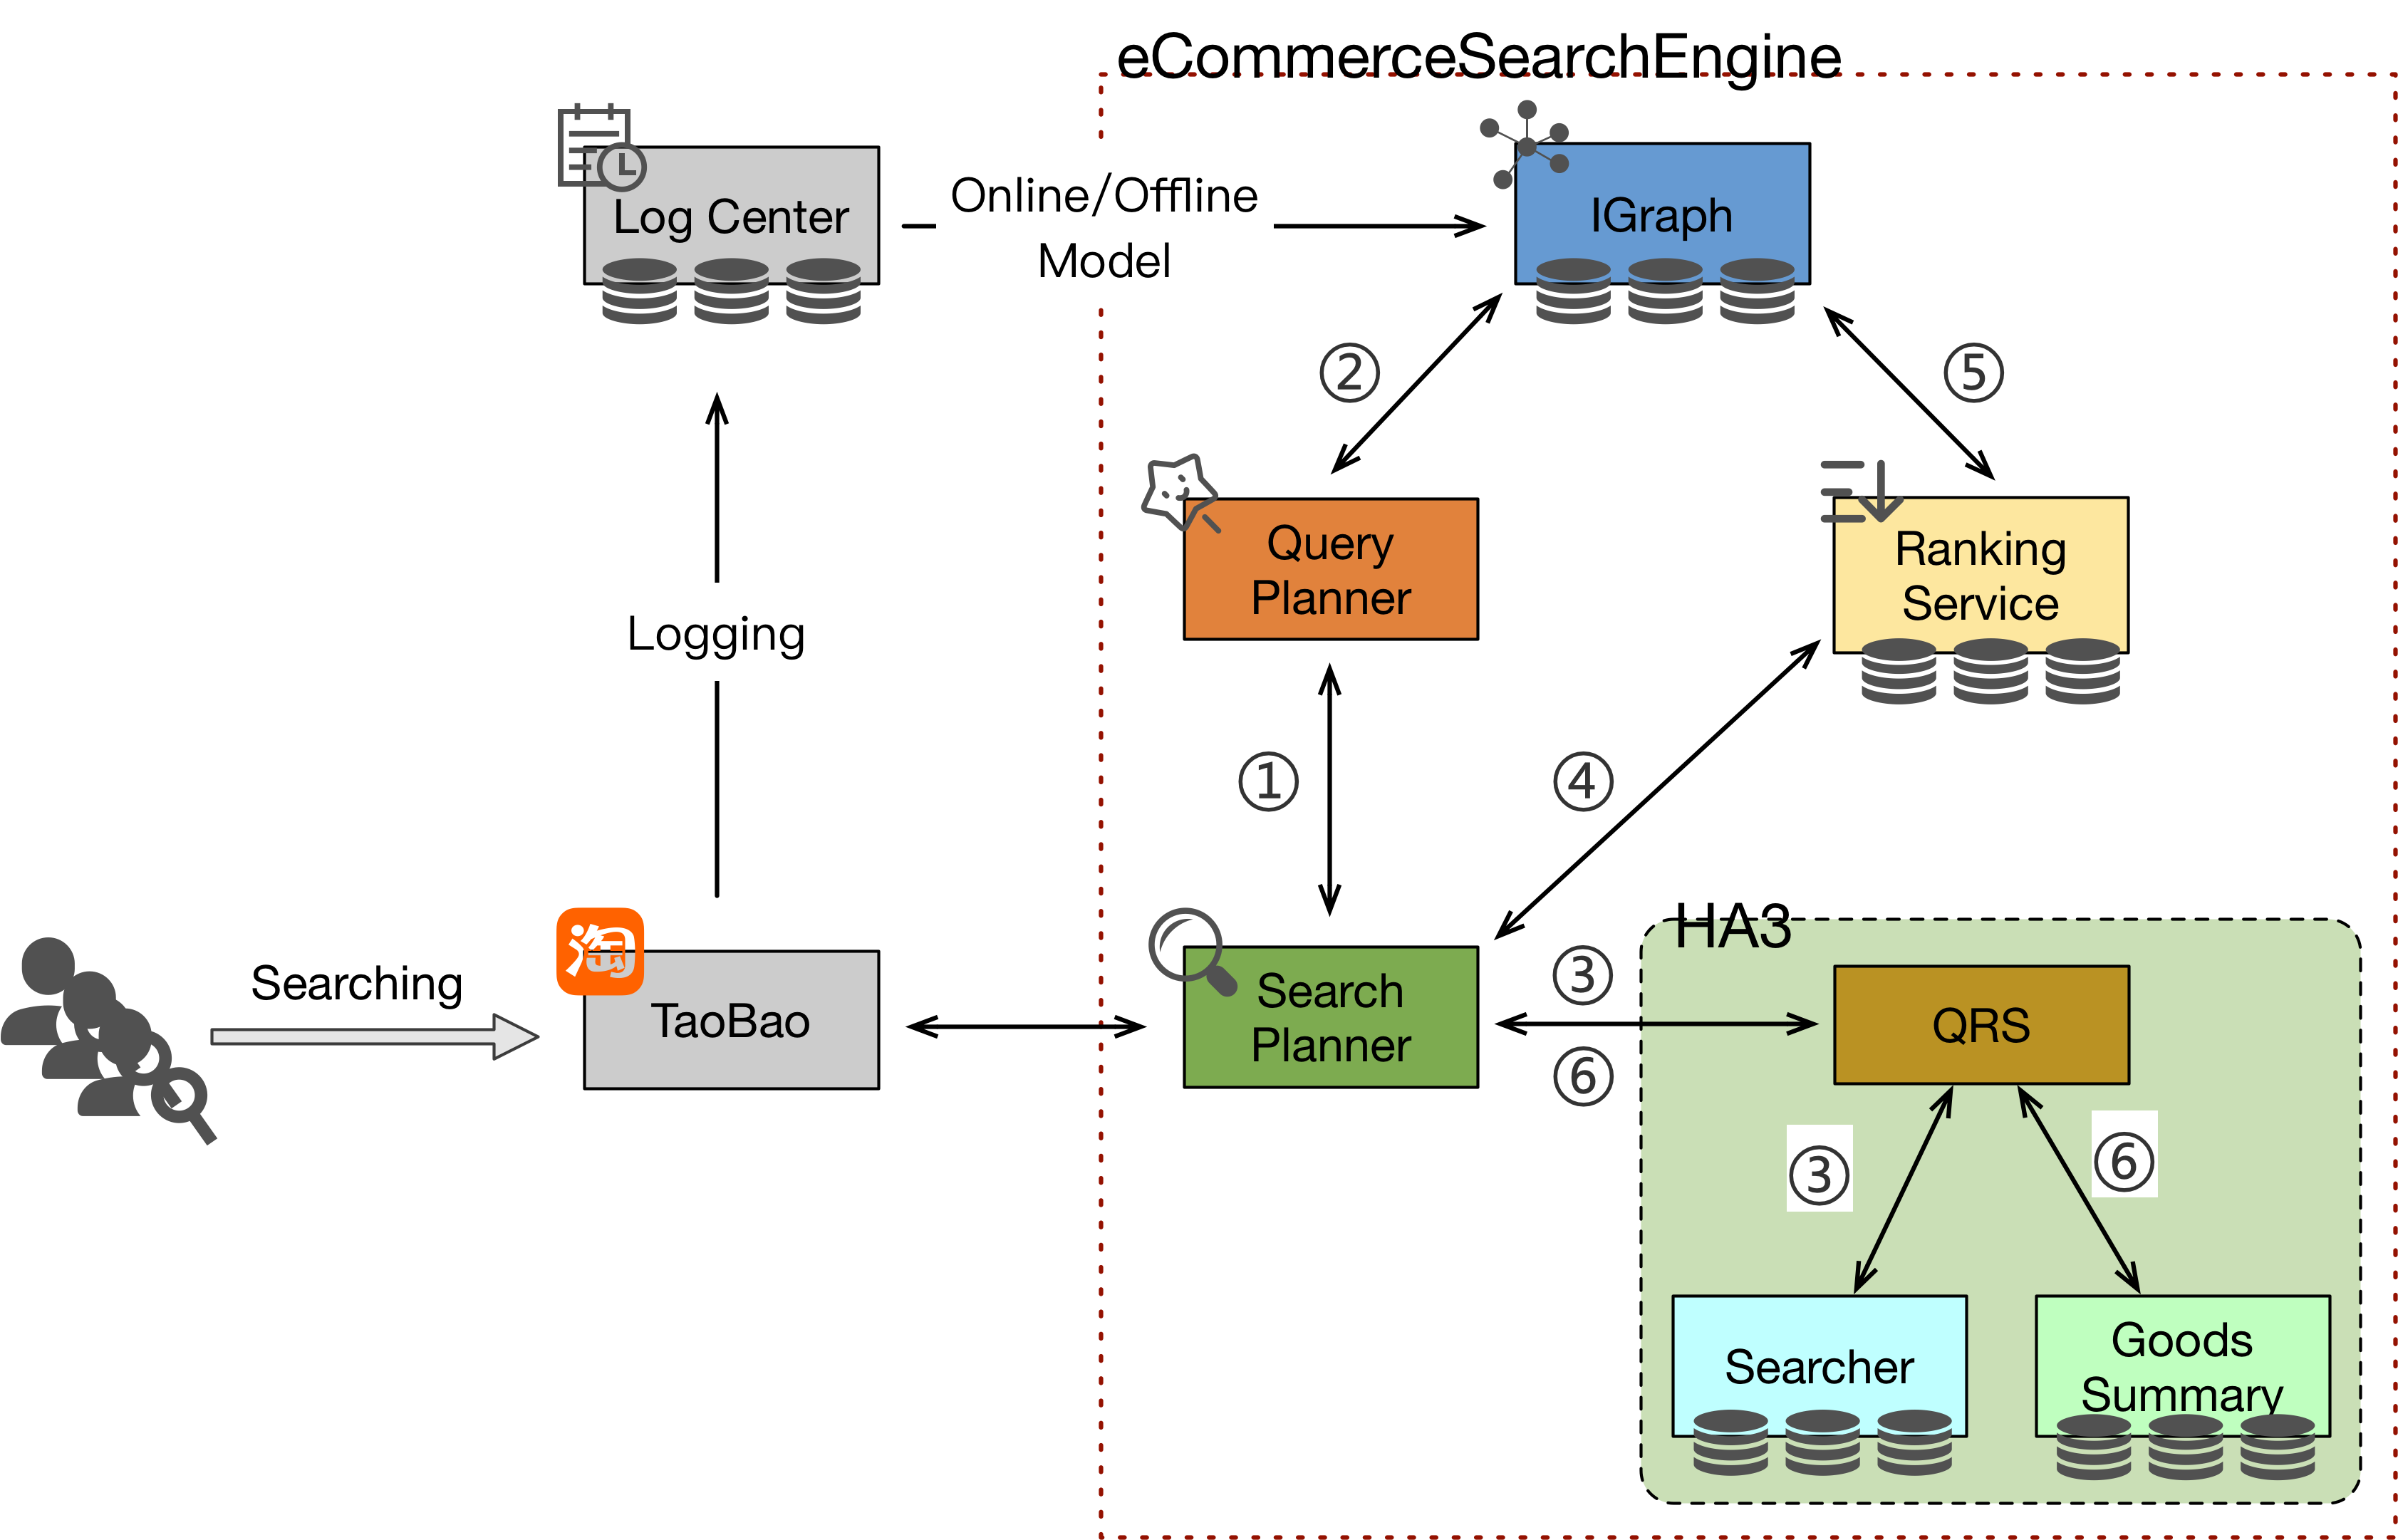 eCommerceSearchEngine
Log Center
Online/Offline
Model
IGraph
②
⑤
Query
Planner
Ranking
Service
Logging
①
④
HA3
淘
Searching
TaoBao
Search
Planner
③
⑥
QRS
③
⑥
Searcher
Goods
Summary